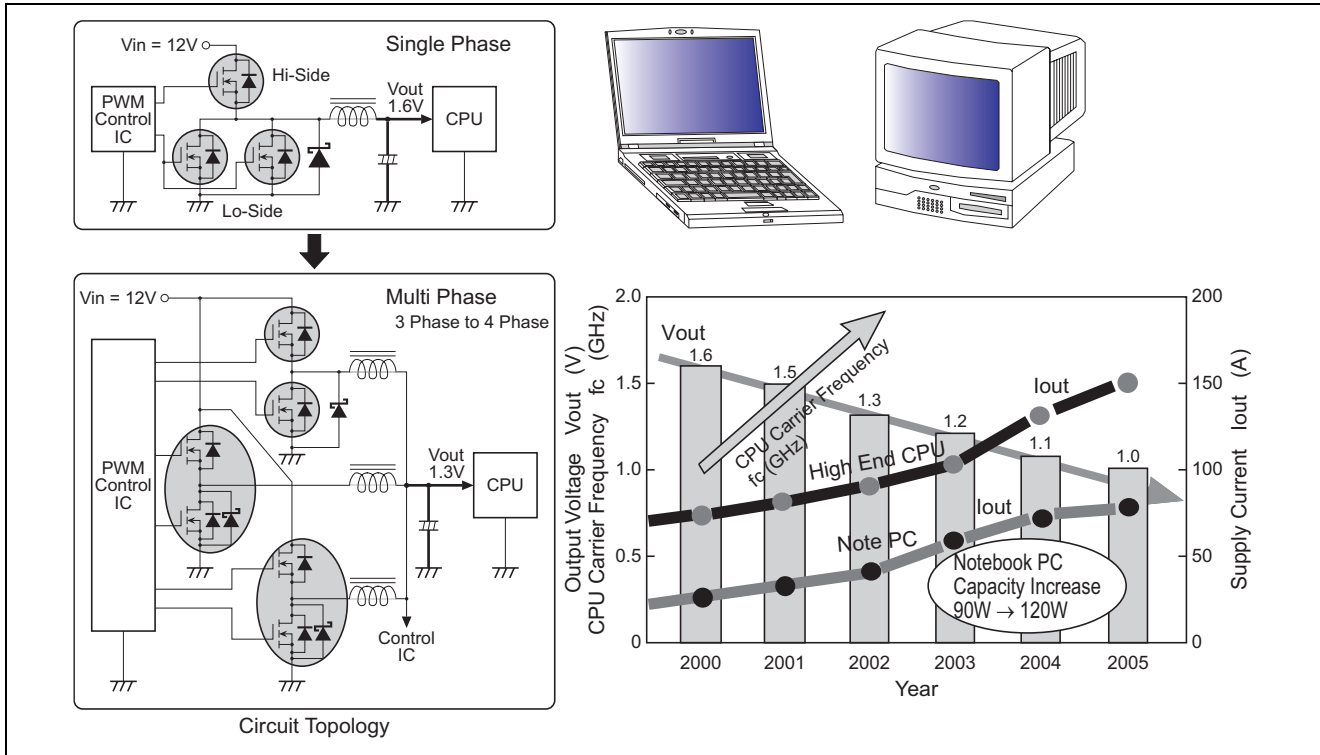 Single Phase
Vin = 12V
Hi-Side
PWM
Control
IC
Vout
1.6V
CPU
Lo-Side
Multi Phase
3 Phase to 4 Phase
Vin = 12V
PWM
Control
IC
Vout
1.3V
CPU
Control
IC
Circuit Topology
Output Voltage Vout (V)
CPU Carrier Frequency fc (GHz)
2.0
1.5
1.0
0.5
0
Vout
1.6
1.5
1.3
1.2
1.1
1.0
CPU Carrier Frequency
fc (GHz)
High End CPU
Iout
Note PC
Iout
Notebook PC
Capacity Increase
90W → 120W
200
150
100
50
0
Supply Current Iout (A)
2000 2001 2002 2003 2004 2005
Year